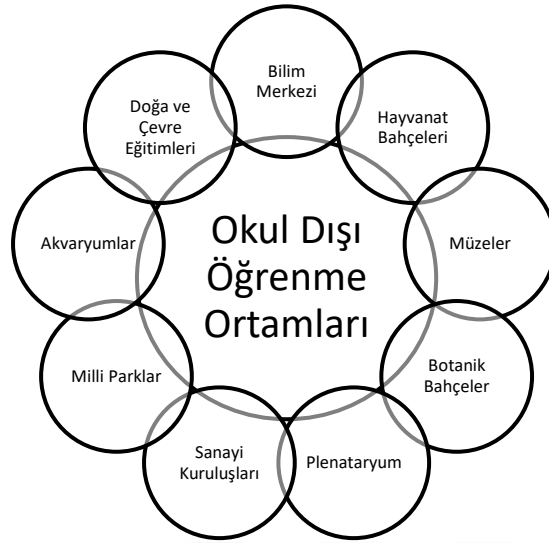 Okul Dışı
Öğrenme
Ortamları
Bilim
Merkezi
Hayvanat
Bahçeleri
Müzeler
Botanik
Bahçeler
Plenataryum
Sanayi
Kuruluşları
Milli Parklar
Akvaryumlar
Doğa ve
Çevre
Eğitimleri